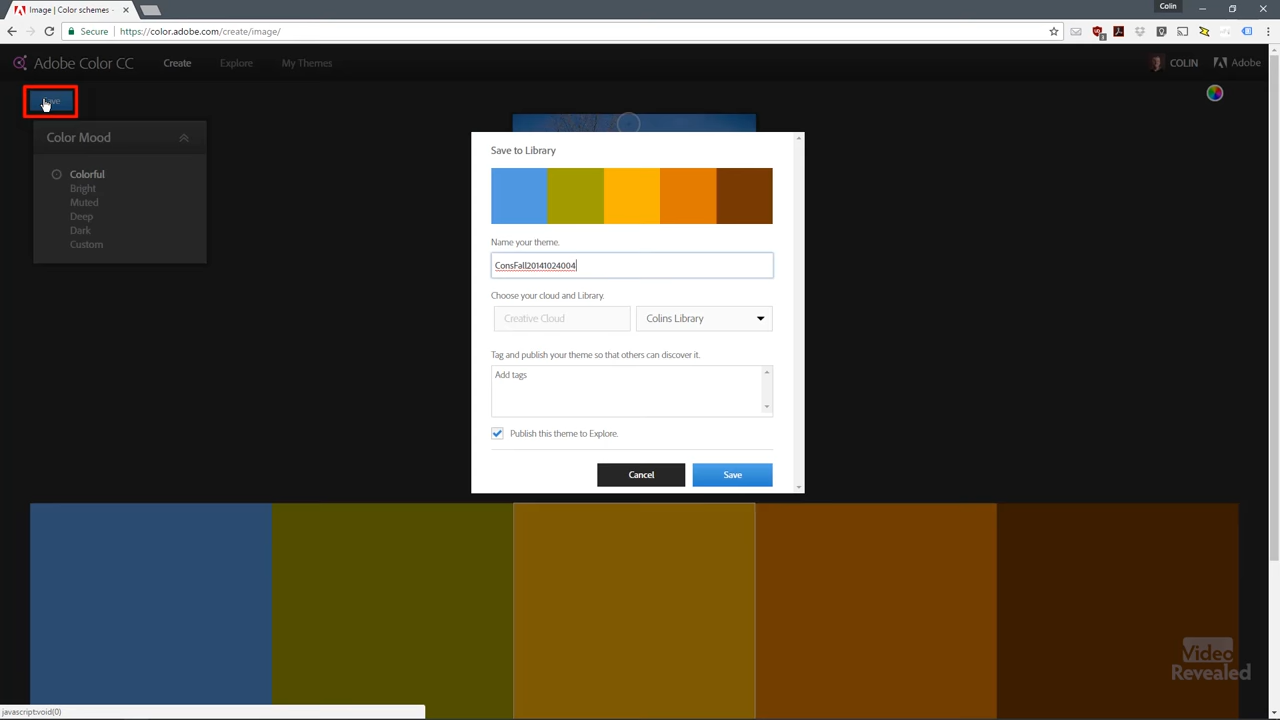 Image | Color schemes -
Colin
Secure
https://color.adobe.com/create/image/
Adobe Color CC
Create
Explore
My Themes
COLIN
Adobe
Save
Color Mood
Colorful
Bright
Muted
Deep
Dark
Custom
Save to Library
Name your theme.
ConsFall20141024004
Choose your cloud and Library.
Creative Cloud
Colins Library
Tag and publish your theme so that others can discover it.
Add tags
Publish this theme to Explore.
Cancel
Save
Video
Revealed
javascript:void(0)